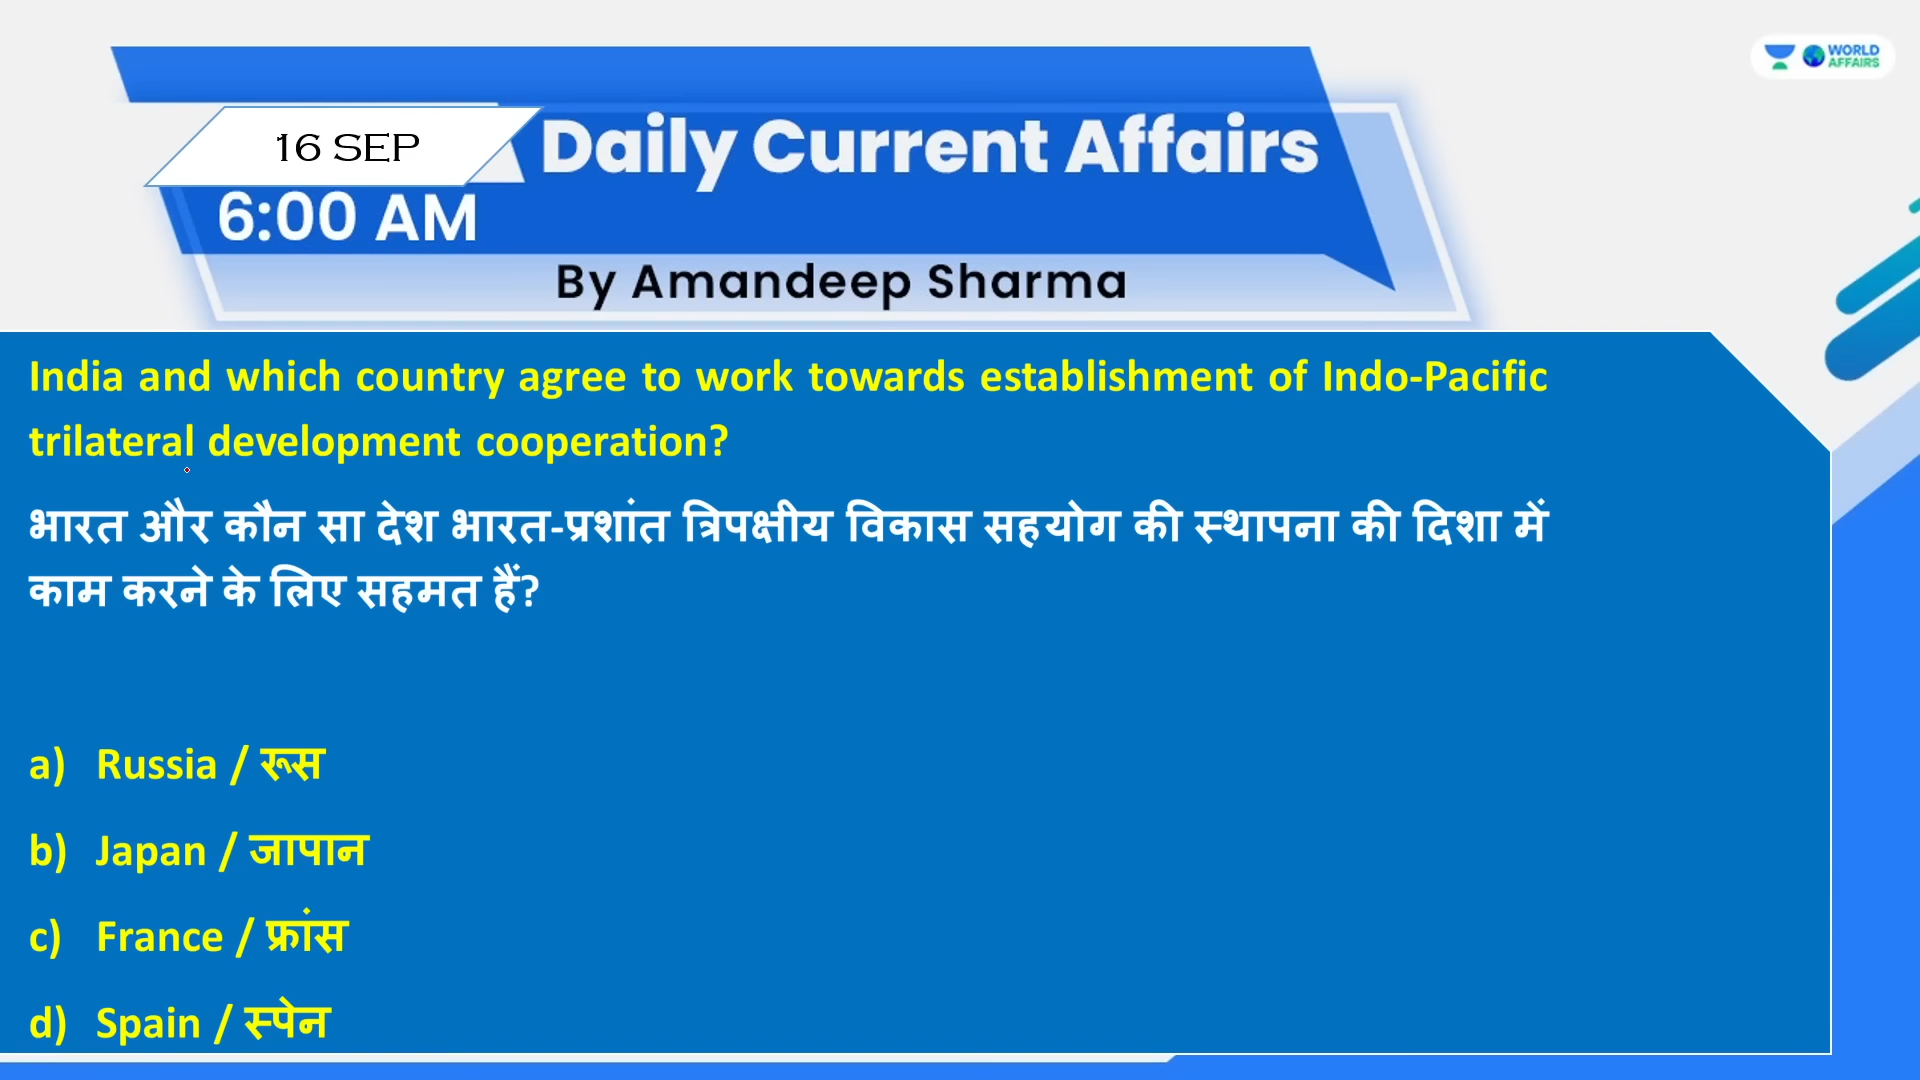 WORLD
AFFAIRS
16 SEP
Daily Current Affairs
6:00 AM
By Amandeep Sharma
India and which country agree to work towards establishment of Indo-Pacific
trilateral development cooperation?
भारत और कौन सा देश भारत-प्रशांत त्रिपक्षीय विकास सहयोग की स्थापना की दिशा में
काम करने के लिए सहमत हैं?
a) Russia / रूस
b) Japan / जापान
c) France / फ्रांस
d) Spain / स्पेन